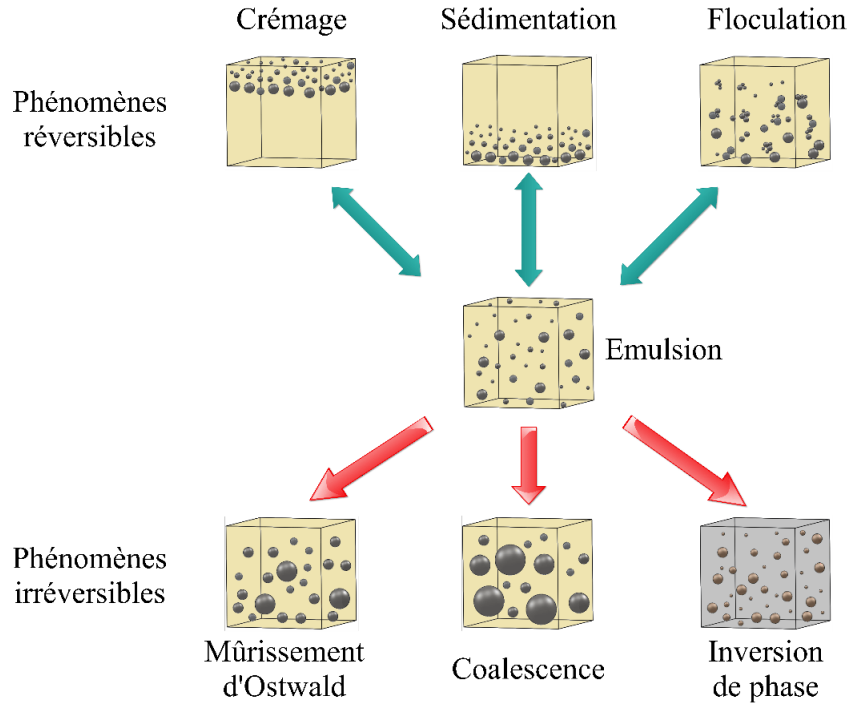 Crémage
Sédimentation
Floculation
Phénomènes
réversibles
Emulsion
Phénomènes
irréversibles
Mûrissement
d'Ostwald
Coalescence
Inversion
de phase